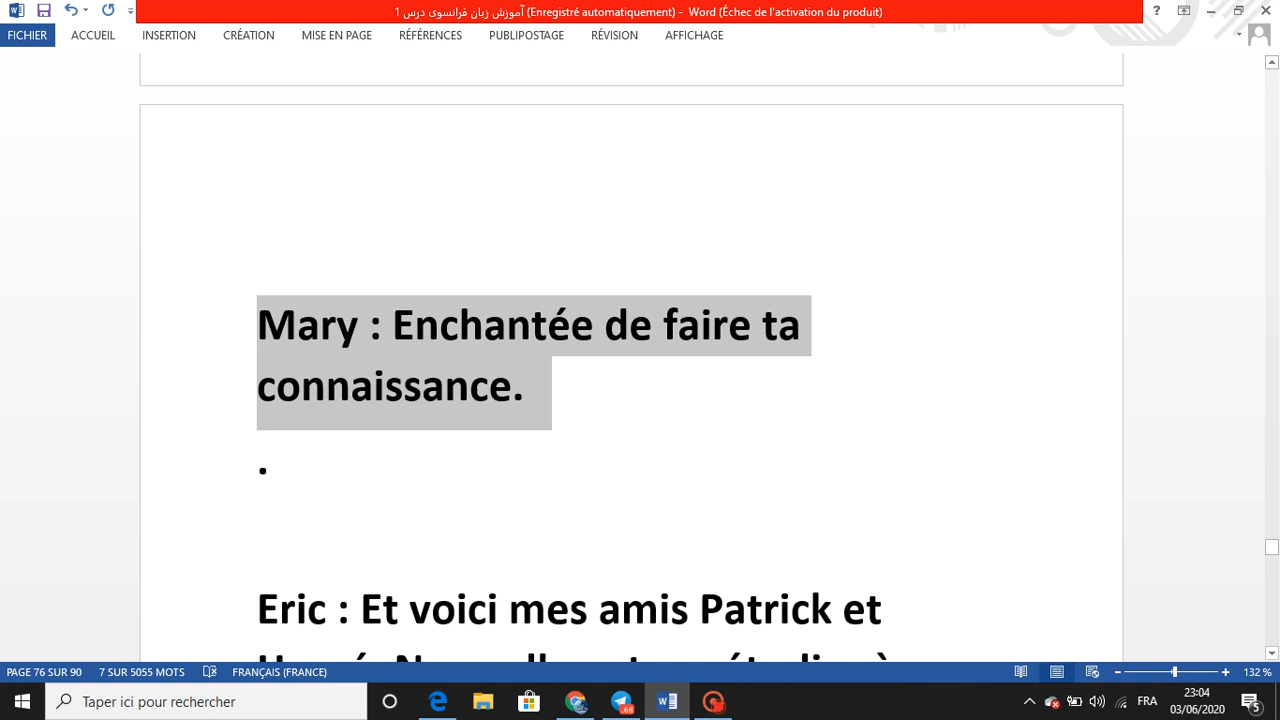 آموزش زبان فرانسوی درس 1 (Enregistré automatiquement) - Word (Échec de l'activation du produit)
FICHIER ACCUEIL INSERTION CRÉATION MISE EN PAGE RÉFÉRENCES PUBLIPOSTAGE RÉVISION AFFICHAGE
Mary : Enchantée de faire ta
connaissance.
.
Eric : Et voici mes amis Patrick et
PAGE 76 SUR 90 7 SUR 5055 MOTS FRANÇAIS (FRANCE) 132 %
Taper ici pour rechercher
68
FRA
23:04
03/06/2020
5